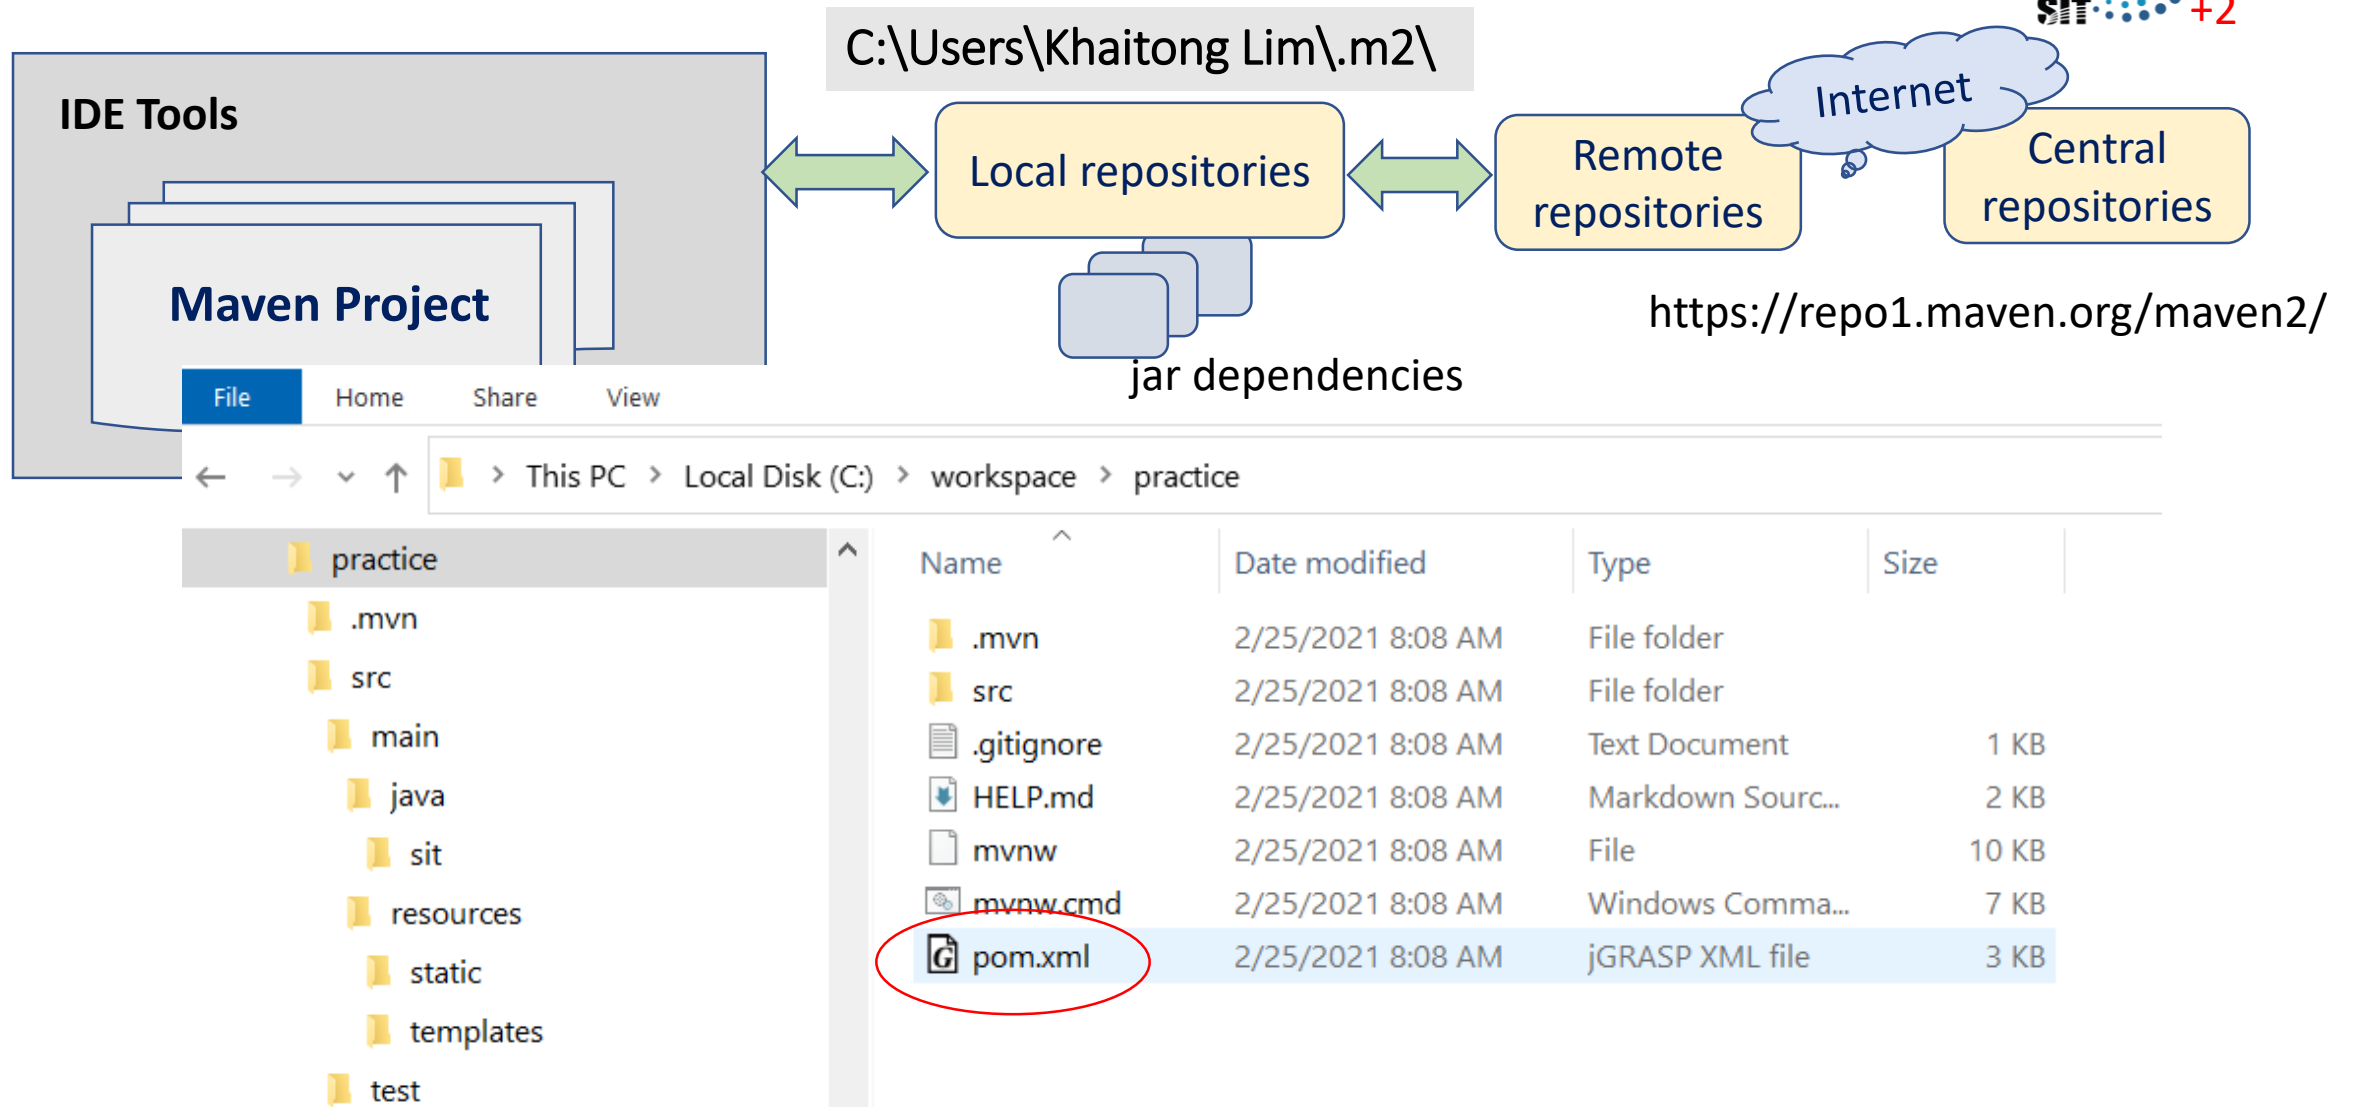 SIT +2
C:\Users\Khaitong Lim\.m2\
IDE Tools
Internet
Local repositories
Remote
repositories
Central
repositories
Maven Project
https://repo1.maven.org/maven2/
jar dependencies
File Home Share View
This PC > Local Disk (C:) > workspace > practice
practice
.mvn
src
main
java
sit
resources
static
templates
test
Name Date modified Type Size
.mvn 2/25/2021 8:08 AM File folder
src 2/25/2021 8:08 AM File folder
.gitignore 2/25/2021 8:08 AM Text Document 1 KB
HELP.md 2/25/2021 8:08 AM Markdown Sourc... 2 KB
mvnw 2/25/2021 8:08 AM File 10 KB
mvnw.cmd 2/25/2021 8:08 AM Windows Comma... 7 KB
pom.xml 2/25/2021 8:08 AM jGRASP XML file 3 KB